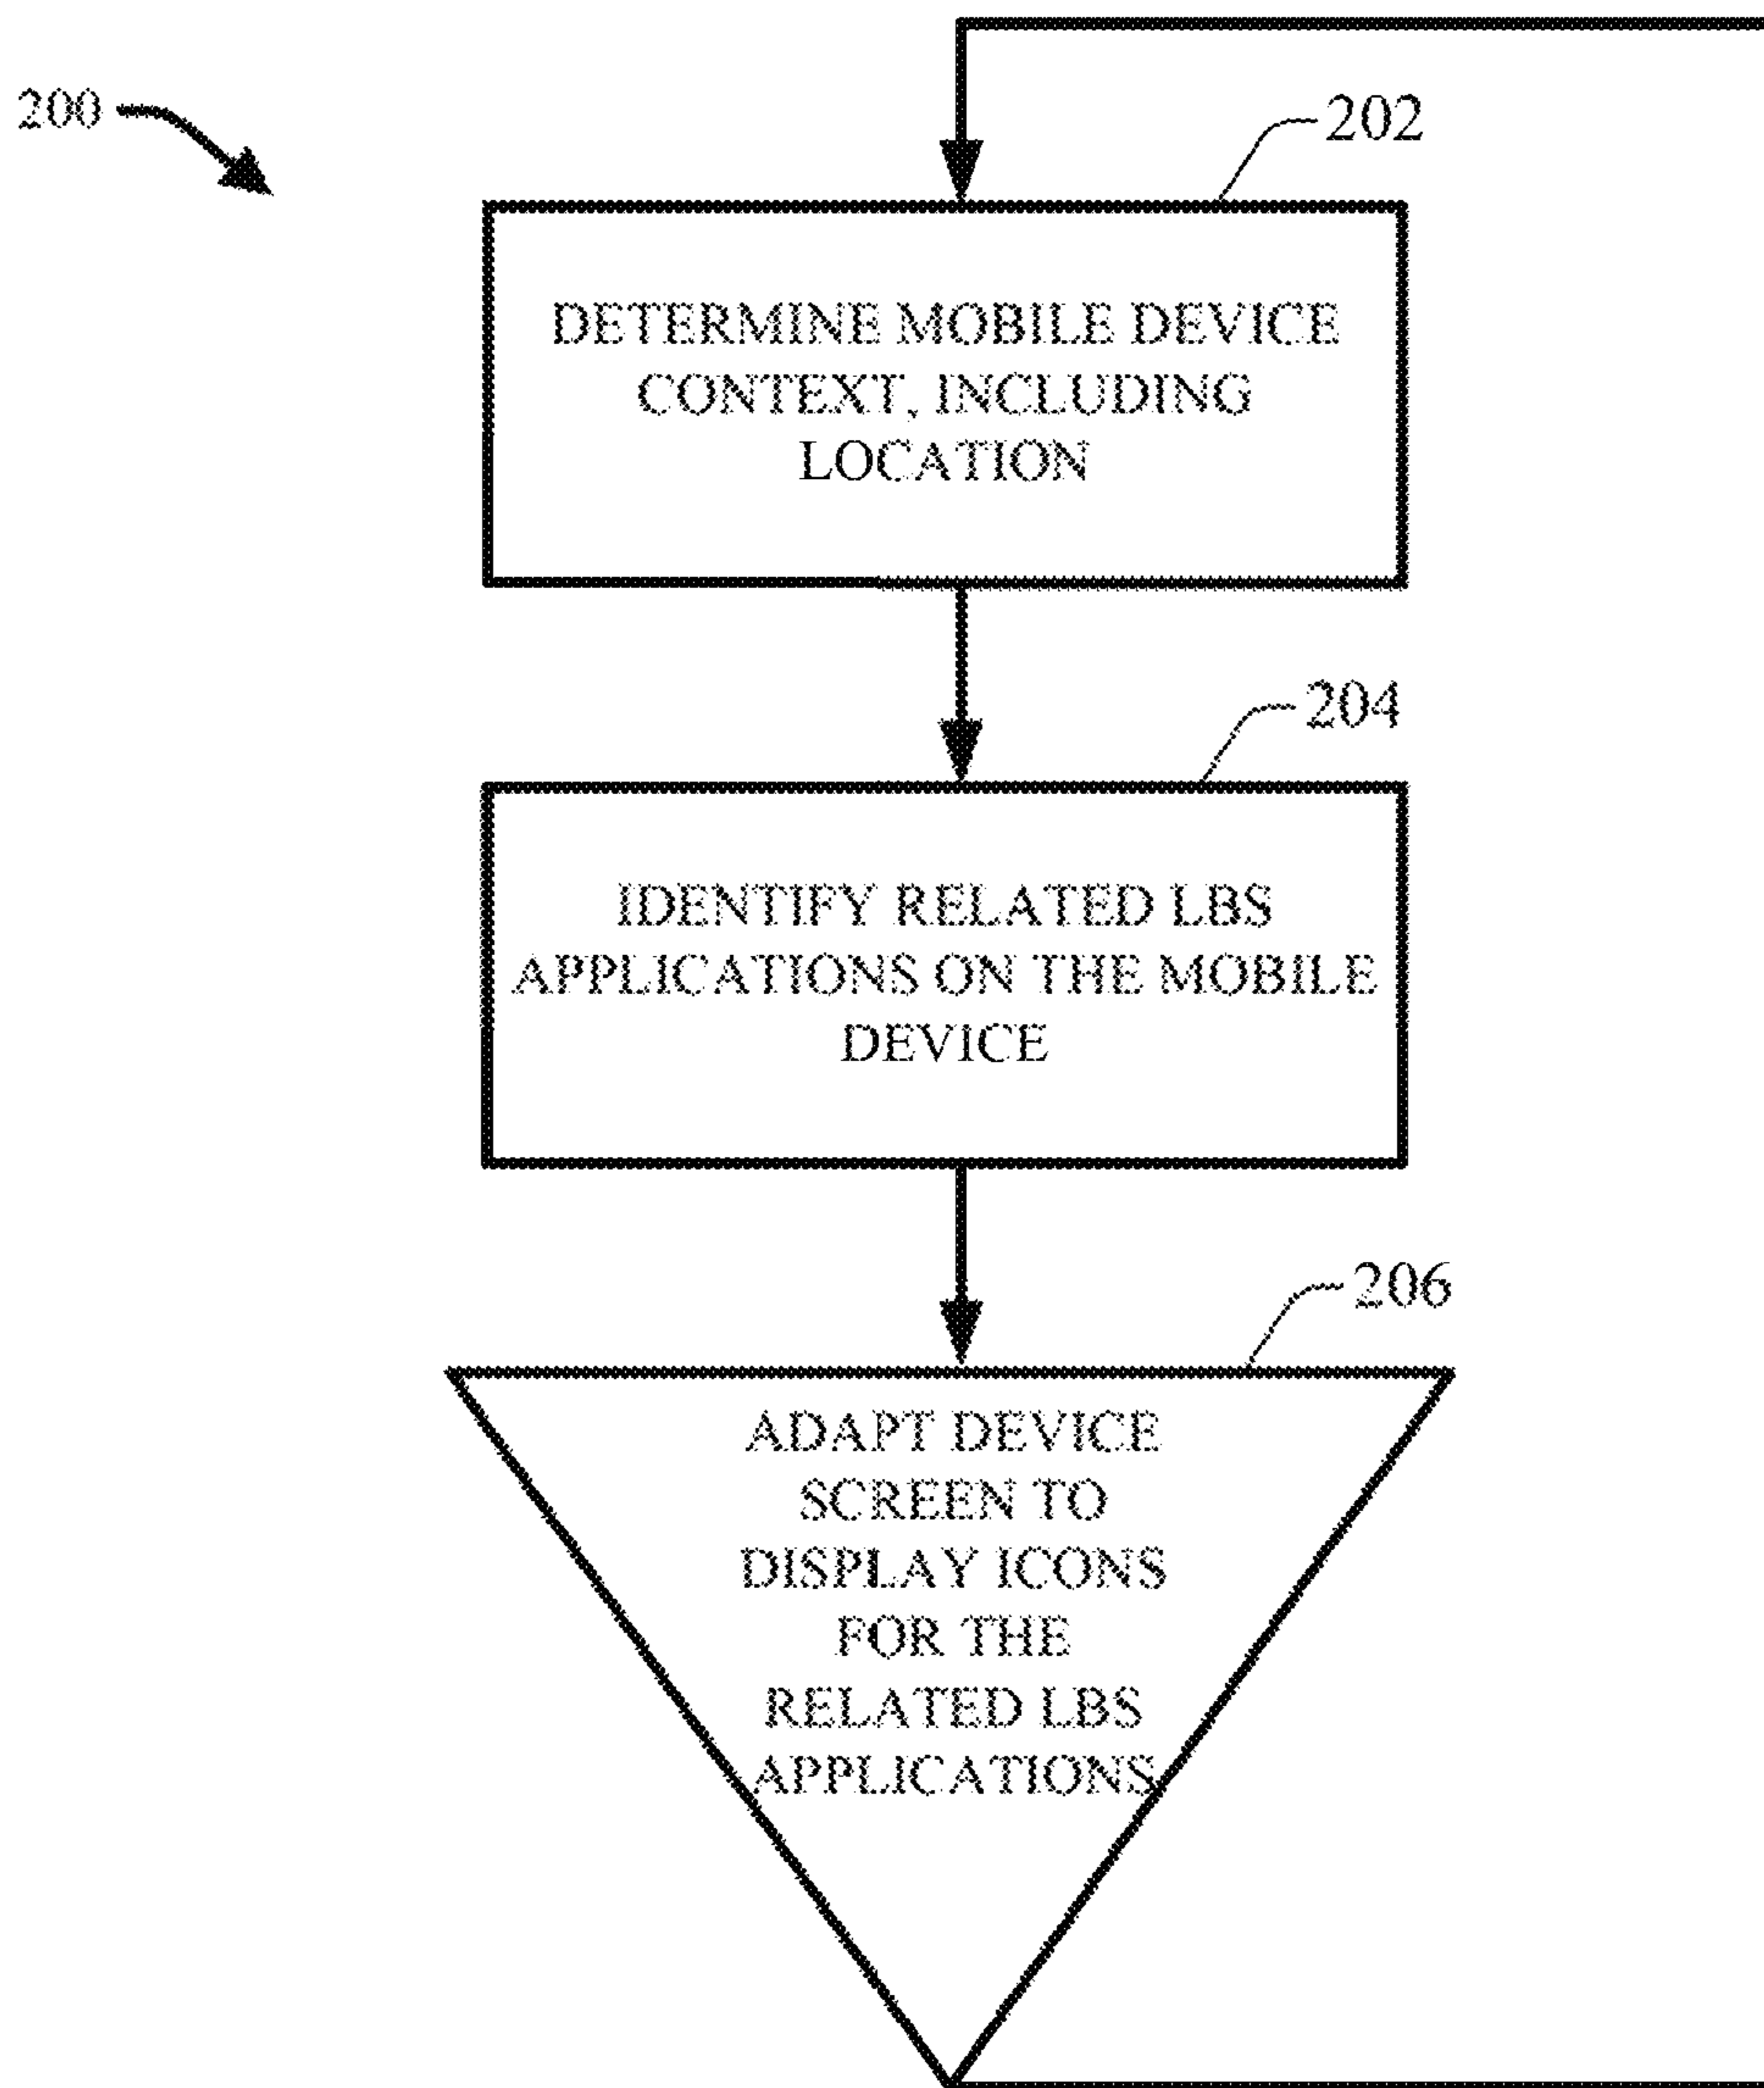 200
202
DETERMINE MOBILE DEVICE
CONTEXT, INCLUDING
LOCATION
204
IDENTIFY RELATED LBS
APPLICATIONS ON THE MOBILE
DEVICE
206
ADAPT DEVICE
SCREEN TO
DISPLAY ICONS
FOR THE
RELATED LBS
APPLICATIONS